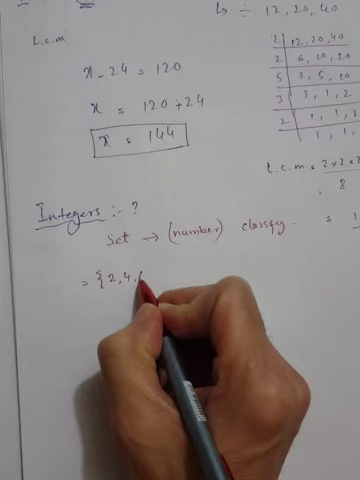 ↳ ÷ 12, 20, 40
L.c.m
x - 24 = 120
x = 120 + 24
x = 144
2 | 12, 20, 40
2 | 6, 10, 20
5 | 3, 5, 10
3 | 3, 1, 2
2 | 1, 1, 2
1, 1,
L.c.m = 2 x 2 x 2
8
Integers :- ?
Set → (number) classify.
= { 2, 4,